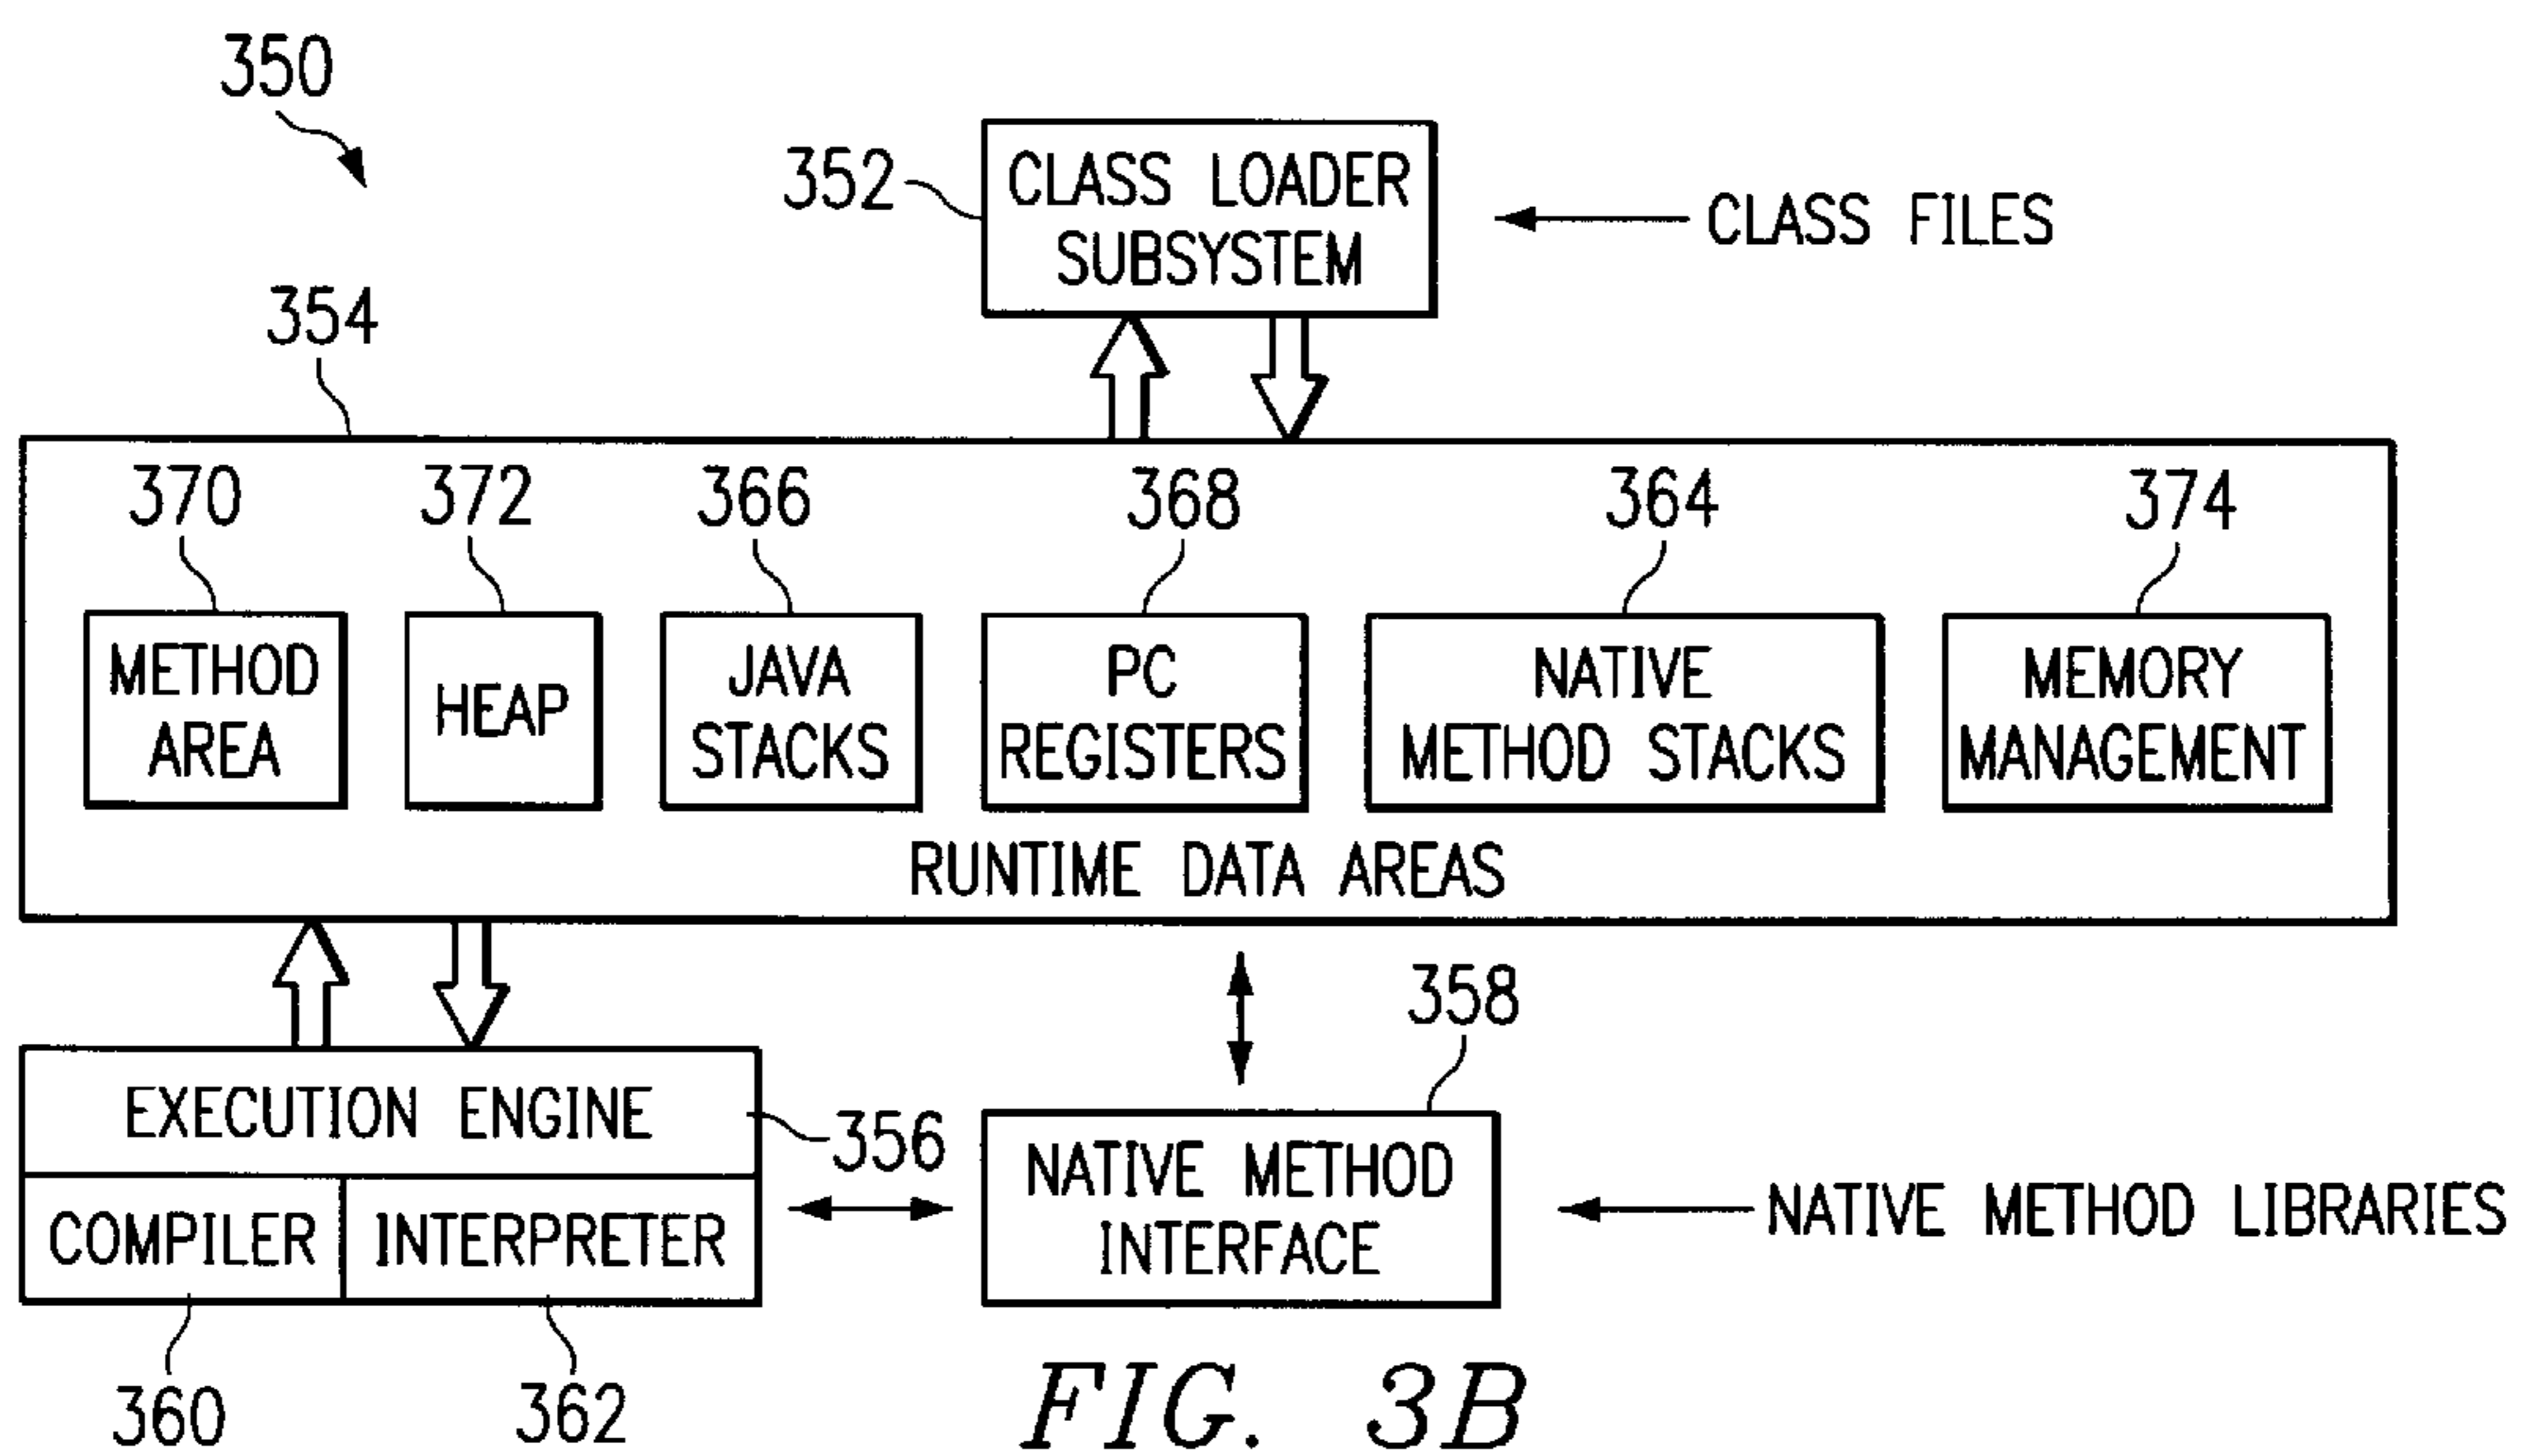 350
352
CLASS LOADER
SUBSYSTEM
CLASS FILES
354
370
372
366
368
364
374
METHOD
AREA
HEAP
JAVA
STACKS
PC
REGISTERS
NATIVE
METHOD STACKS
MEMORY
MANAGEMENT
RUNTIME DATA AREAS
358
EXECUTION ENGINE
356
COMPILER
INTERPRETER
NATIVE METHOD
INTERFACE
NATIVE METHOD LIBRARIES
360
362
FIG. 3B